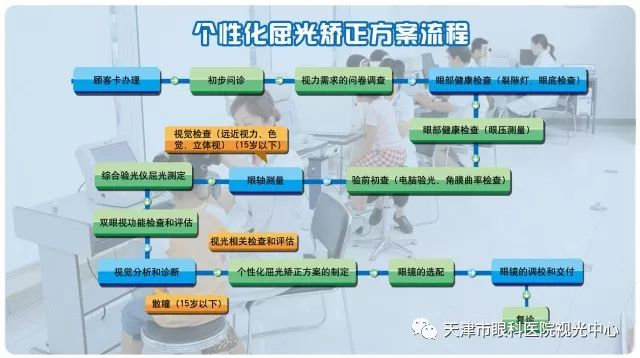 个性化屈光矫正方案流程
顾客卡办理
初步问诊
视力需求的问卷调查
眼部健康检查（裂隙灯、眼底检查）
眼部健康检查（眼压测量）
验前初查（电脑验光、角膜曲率检查）
眼轴测量
视觉检查（远近视力、色
觉、立体视）（15岁以下）
综合验光仪屈光测定
双眼视功能检查和评估
视光相关检查和评估
视觉分析和诊断
散瞳（15岁以下）
个性化屈光矫正方案的制定
眼镜的选配
眼镜的调校和交付
复诊
天津市眼科医院视光中心